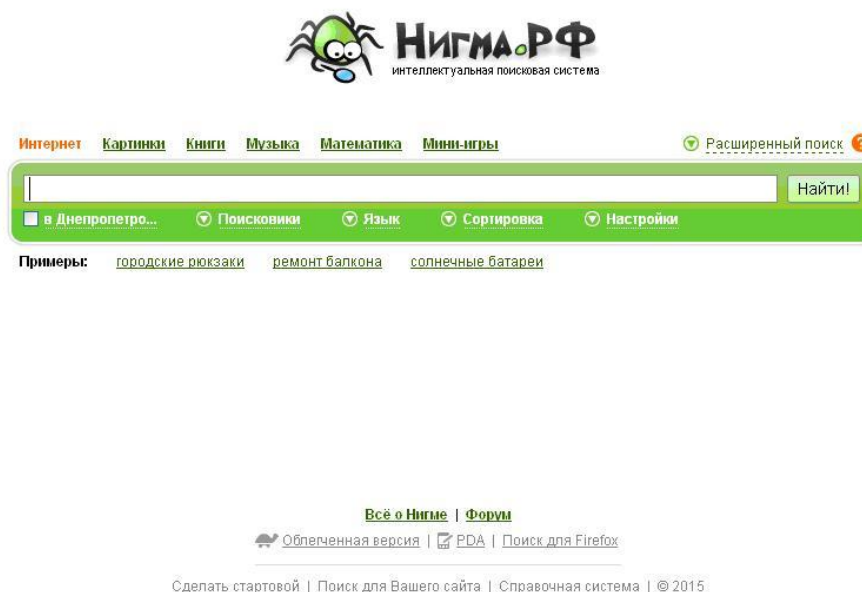 Нигма.РФ
интеллектуальная поисковая система
Интернет Картинки Книги Музыка Математика Мини-игры Расширенный поиск ?
Найти!
в Днепропетро... Поисковики Язык Сортировка Настройки
Примеры: городские рюкзаки ремонт балкона солнечные батареи
Всё о Нигме | Форум
Облегченная версия | PDA | Поиск для Firefox
Сделать стартовой | Поиск для Вашего сайта | Справочная система | © 2015